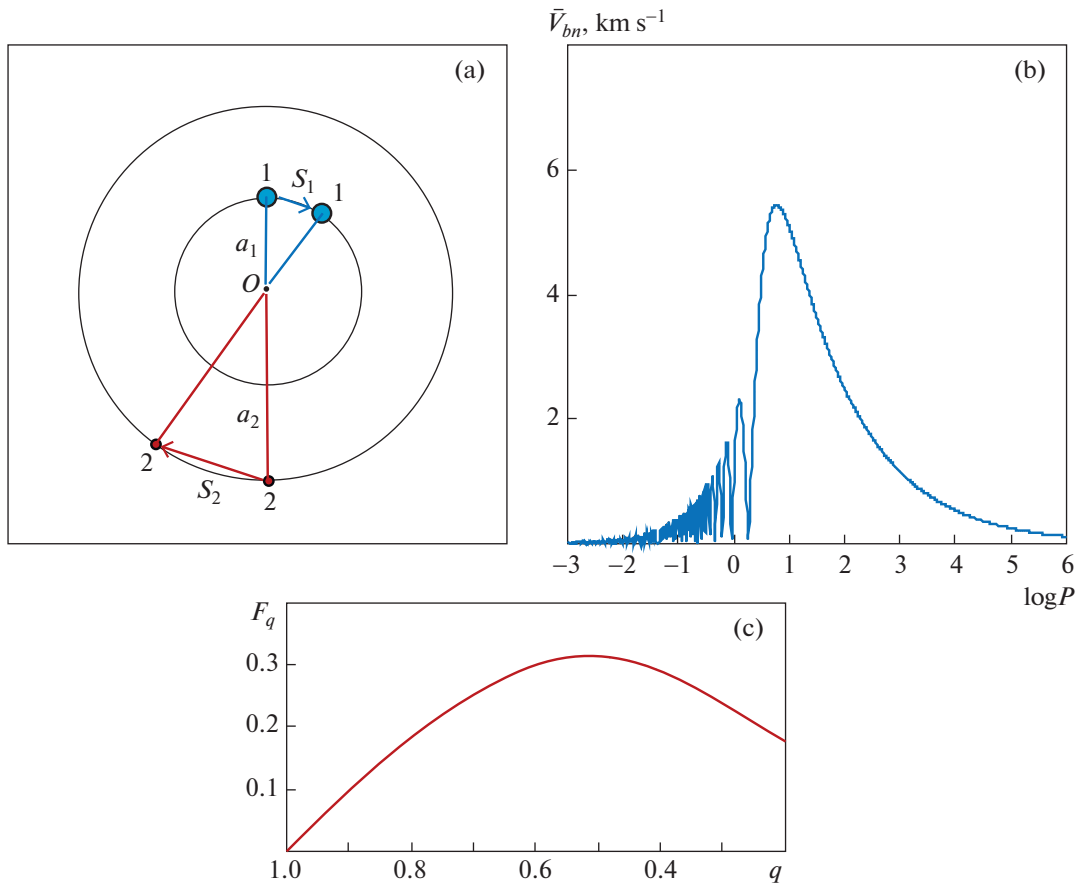 (a)
1
S₁
1
a₁
O
a₂
2
S₂
2
V̄bn, km s⁻¹
(b)
6
4
2
−3 −2 −1 0 1 2 3 4 5 6
log P
F_q
(c)
0.3
0.2
0.1
1.0 0.8 0.6 0.4 q